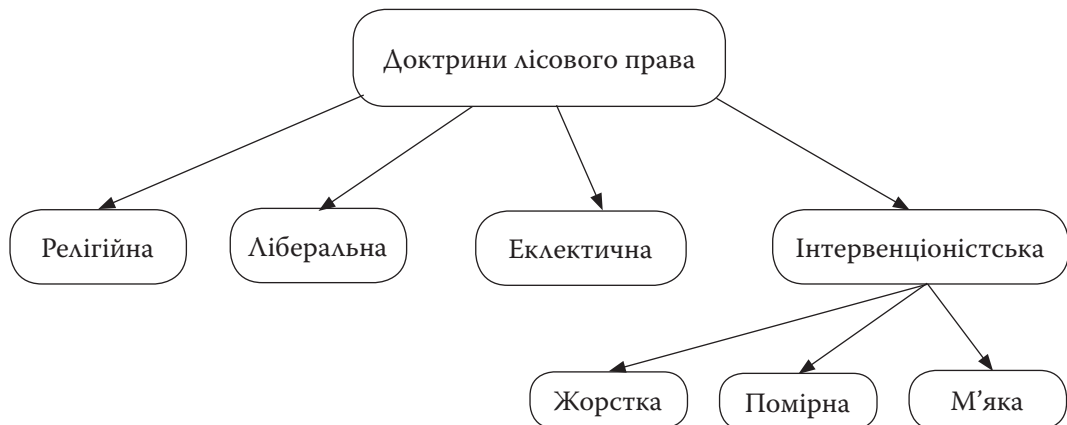 Доктрини лісового права
Релігійна
Ліберальна
Еклектична
Інтервенціоністська
Жорстка
Помірна
М’яка